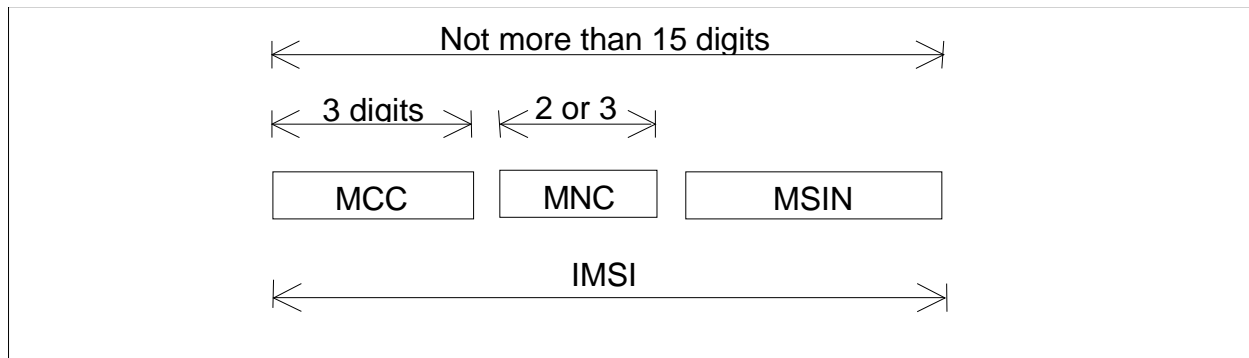 Not more than 15 digits
3 digits 2 or 3
MCC MNC MSIN
IMSI